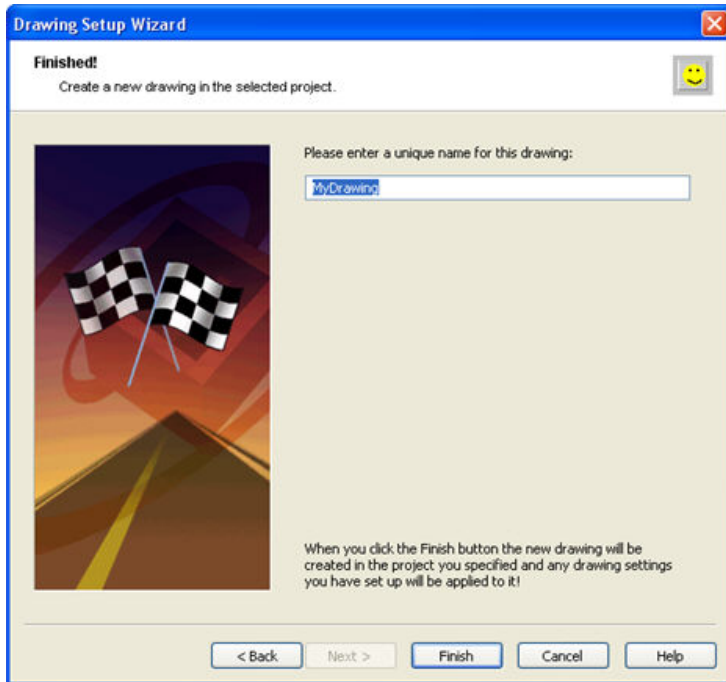 Drawing Setup Wizard
Finished!
Create a new drawing in the selected project.
Please enter a unique name for this drawing:
MyDrawing
When you click the Finish button the new drawing will be
created in the project you specified and any drawing settings
you have set up will be applied to it!
< Back
Next >
Finish
Cancel
Help